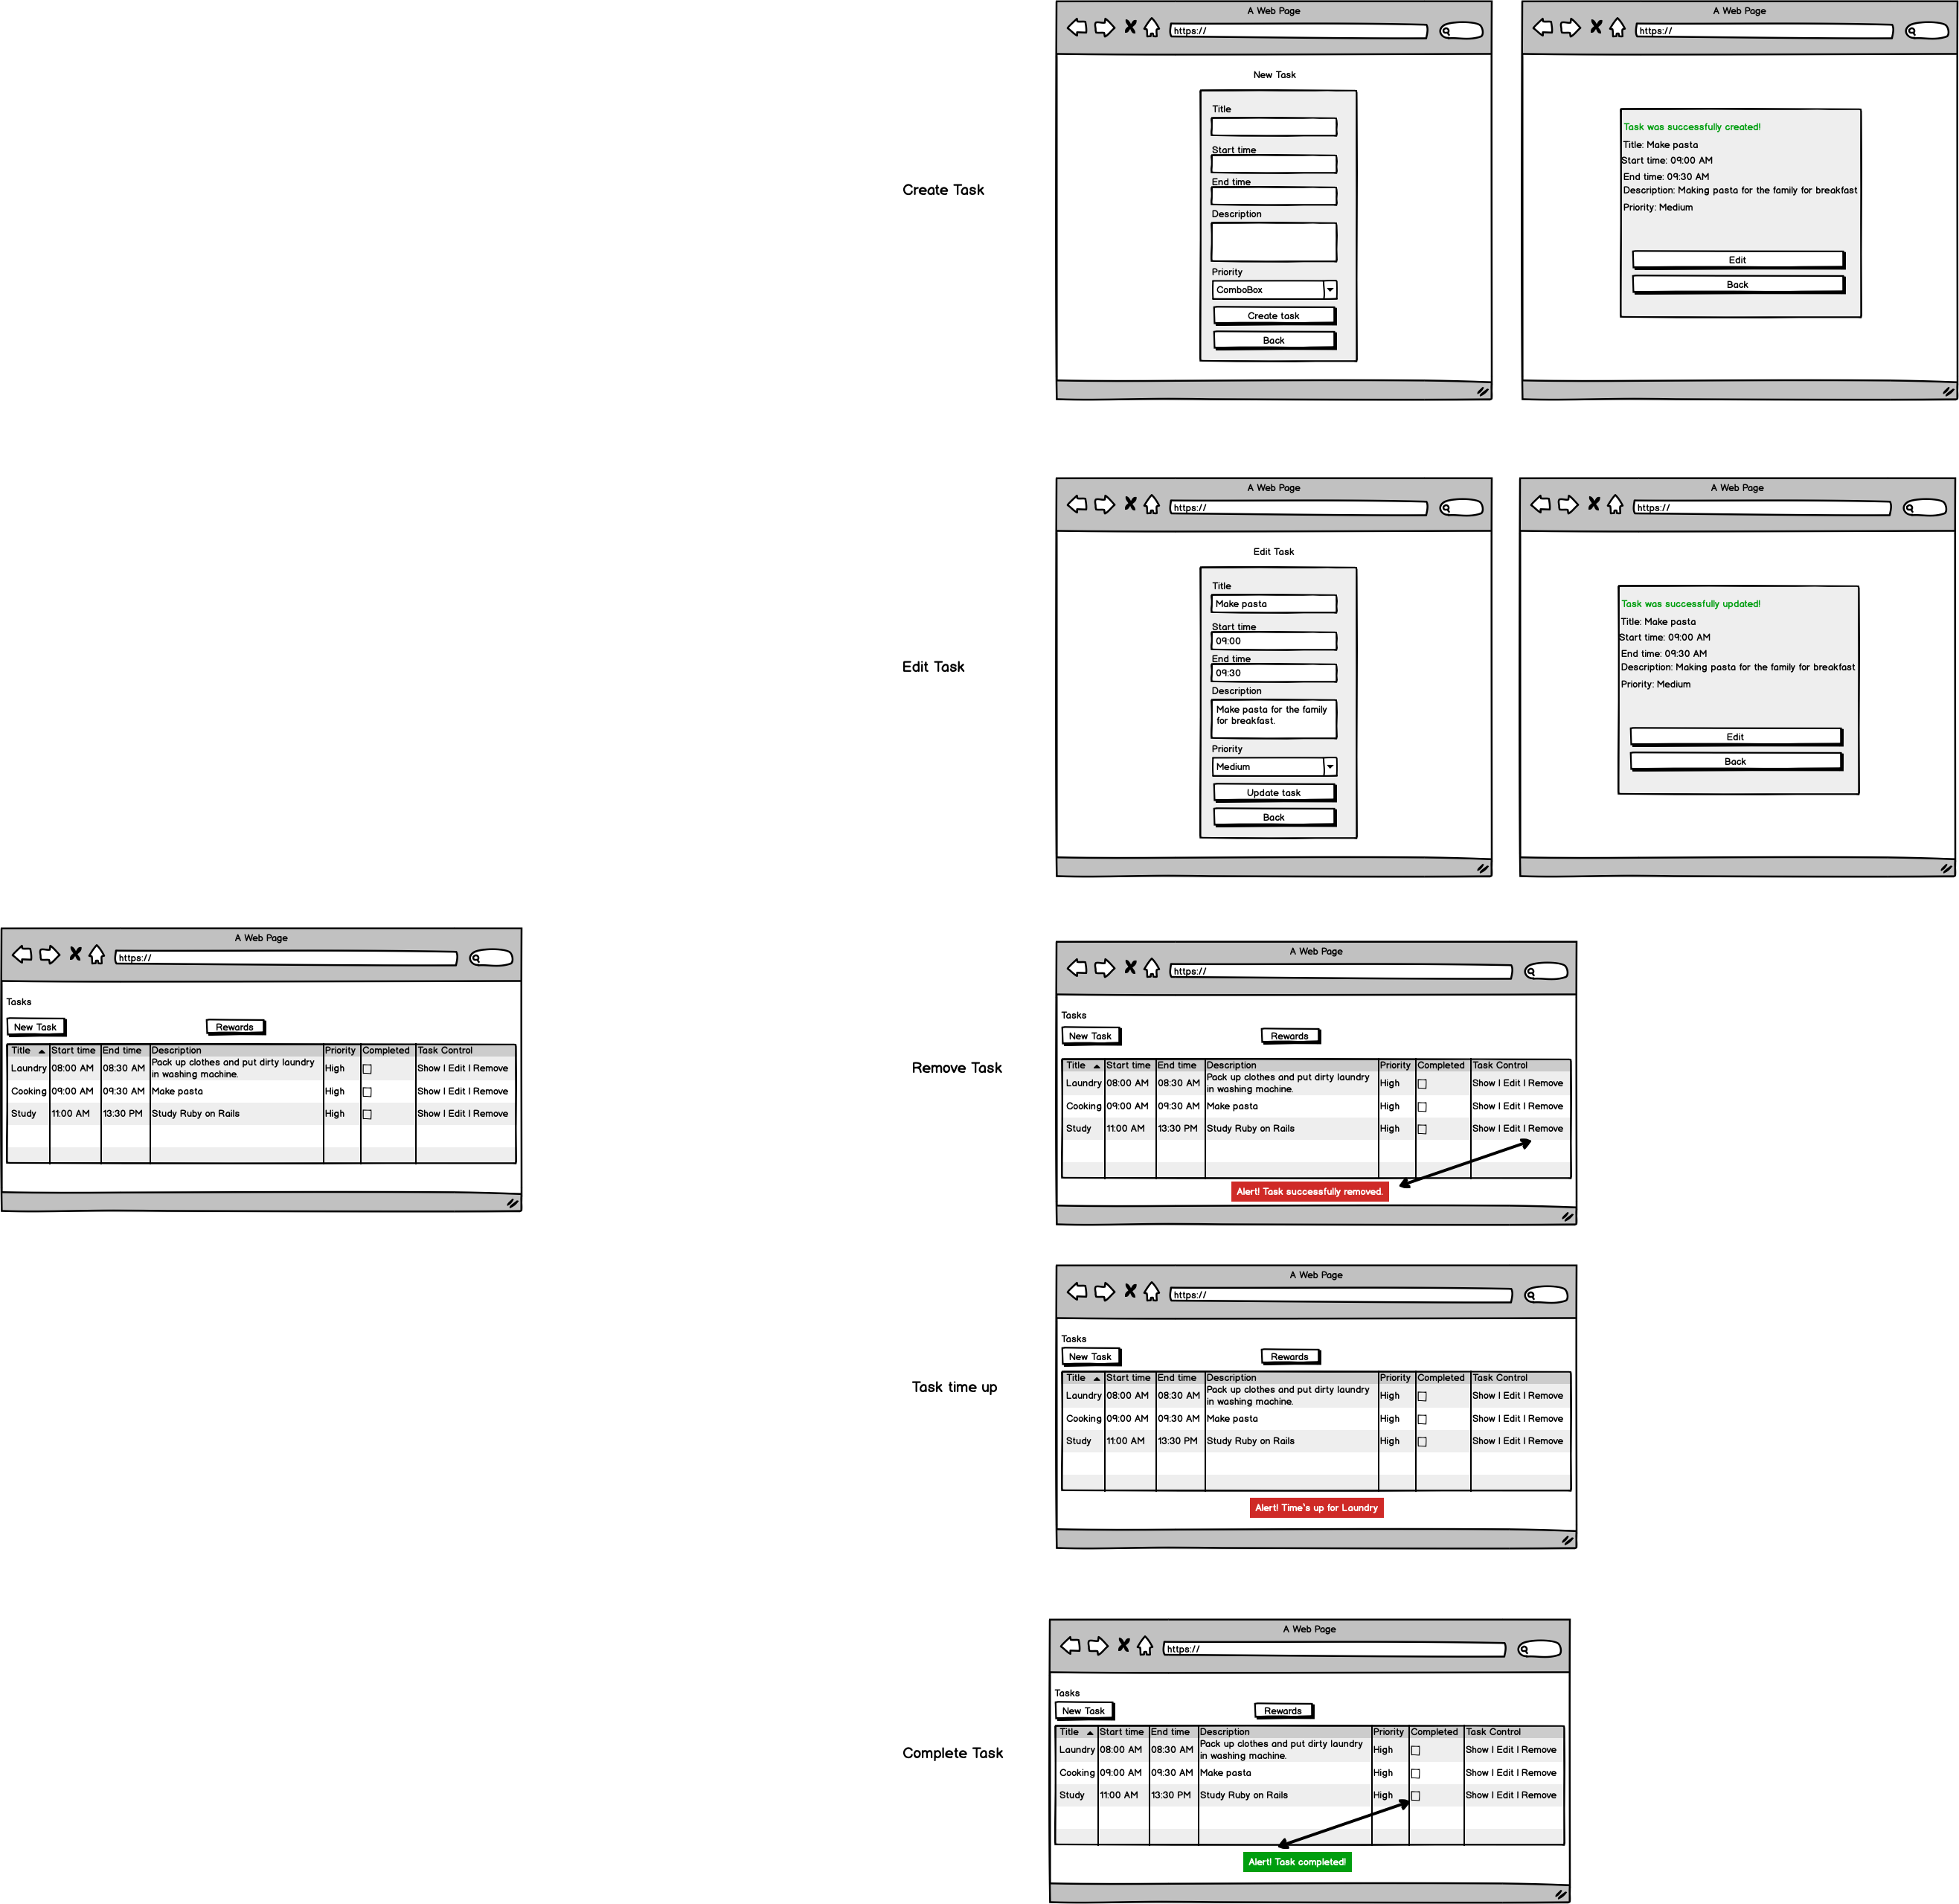 A Web Page
https://
New Task
Title
Start time
End time
Description
Priority
ComboBox
Create task
Back
A Web Page
https://
Task was successfully created!
Title: Make pasta
Start time: 09:00 AM
End time: 09:30 AM
Description: Making pasta for the family for breakfast
Priority: Medium
Edit
Back
Create Task
A Web Page
https://
Edit Task
Title
Make pasta
Start time
09:00
End time
09:30
Description
Make pasta for the family
for breakfast.
Priority
Medium
Update task
Back
A Web Page
https://
Task was successfully updated!
Title: Make pasta
Start time: 09:00 AM
End time: 09:30 AM
Description: Making pasta for the family for breakfast
Priority: Medium
Edit
Back
Edit Task
A Web Page
https://
Tasks
New Task Rewards
Title Start time End time Description Priority Completed Task Control
Laundry 08:00 AM 08:30 AM Pack up clothes and put dirty laundry
in washing machine. High Show | Edit | Remove
Cooking 09:00 AM 09:30 AM Make pasta High Show | Edit | Remove
Study 11:00 AM 13:30 PM Study Ruby on Rails High Show | Edit | Remove
Remove Task
A Web Page
https://
Tasks
New Task Rewards
Title Start time End time Description Priority Completed Task Control
Laundry 08:00 AM 08:30 AM Pack up clothes and put dirty laundry
in washing machine. High Show | Edit | Remove
Cooking 09:00 AM 09:30 AM Make pasta High Show | Edit | Remove
Study 11:00 AM 13:30 PM Study Ruby on Rails High Show | Edit | Remove
Alert! Task successfully removed.
Task time up
A Web Page
https://
Tasks
New Task Rewards
Title Start time End time Description Priority Completed Task Control
Laundry 08:00 AM 08:30 AM Pack up clothes and put dirty laundry
in washing machine. High Show | Edit | Remove
Cooking 09:00 AM 09:30 AM Make pasta High Show | Edit | Remove
Study 11:00 AM 13:30 PM Study Ruby on Rails High Show | Edit | Remove
Alert! Time's up for Laundry
Complete Task
A Web Page
https://
Tasks
New Task Rewards
Title Start time End time Description Priority Completed Task Control
Laundry 08:00 AM 08:30 AM Pack up clothes and put dirty laundry
in washing machine. High Show | Edit | Remove
Cooking 09:00 AM 09:30 AM Make pasta High Show | Edit | Remove
Study 11:00 AM 13:30 PM Study Ruby on Rails High Show | Edit | Remove
Alert! Task completed!